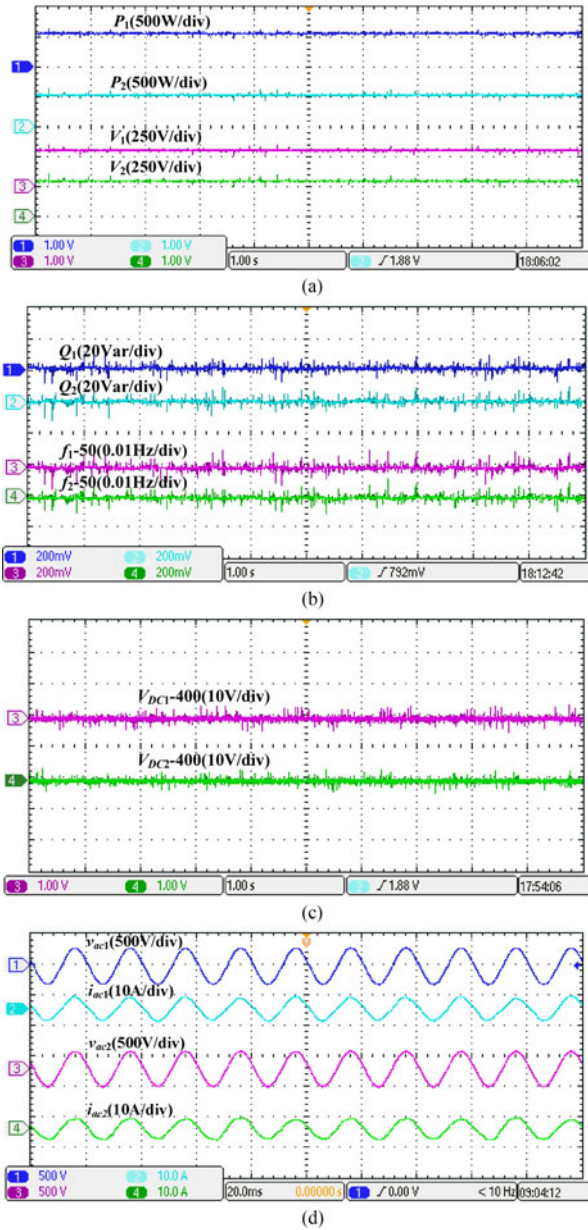 P1(500W/div)
1
P2(500W/div)
2
V1(250V/div)
V2(250V/div)
3
4
1 1.00 V 2 1.00 V
3 1.00 V 4 1.00 V 1.00 s 2 1.88 V 18:06:02
(a)
Q1(20Var/div)
1
Q2(20Var/div)
2
f1-50(0.01Hz/div)
3
f2-50(0.01Hz/div)
4
1 200mV 2 200mV
3 200mV 4 200mV 1.00 s 2 792mV 18:12:42
(b)
VDC1-400(10V/div)
3
VDC2-400(10V/div)
4
3 1.00 V 4 1.00 V 1.00 s 2 1.88 V 17:54:06
(c)
vac1(500V/div)
1
iac1(10A/div)
2
vac2(500V/div)
3
iac2(10A/div)
4
1 500 V 2 10.0 A
3 500 V 4 10.0 A 20.0ms 0.00000 s 1 0.00 V < 10 Hz 09:04:12
(d)